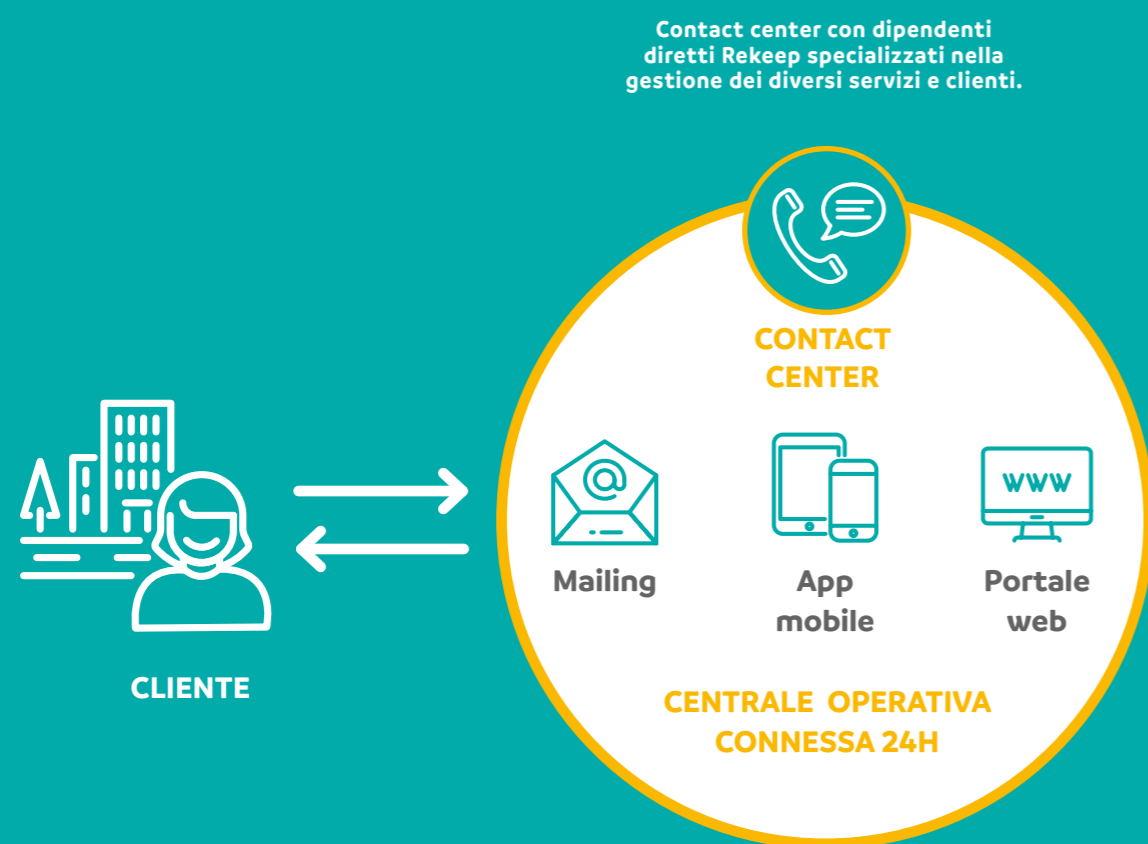 Contact center con dipendenti
diretti Rekeep specializzati nella
gestione dei diversi servizi e clienti.
CONTACT
CENTER
@
WWW
Mailing
App
mobile
Portale
web
CLIENTE
CENTRALE OPERATIVA
CONNESSA 24H